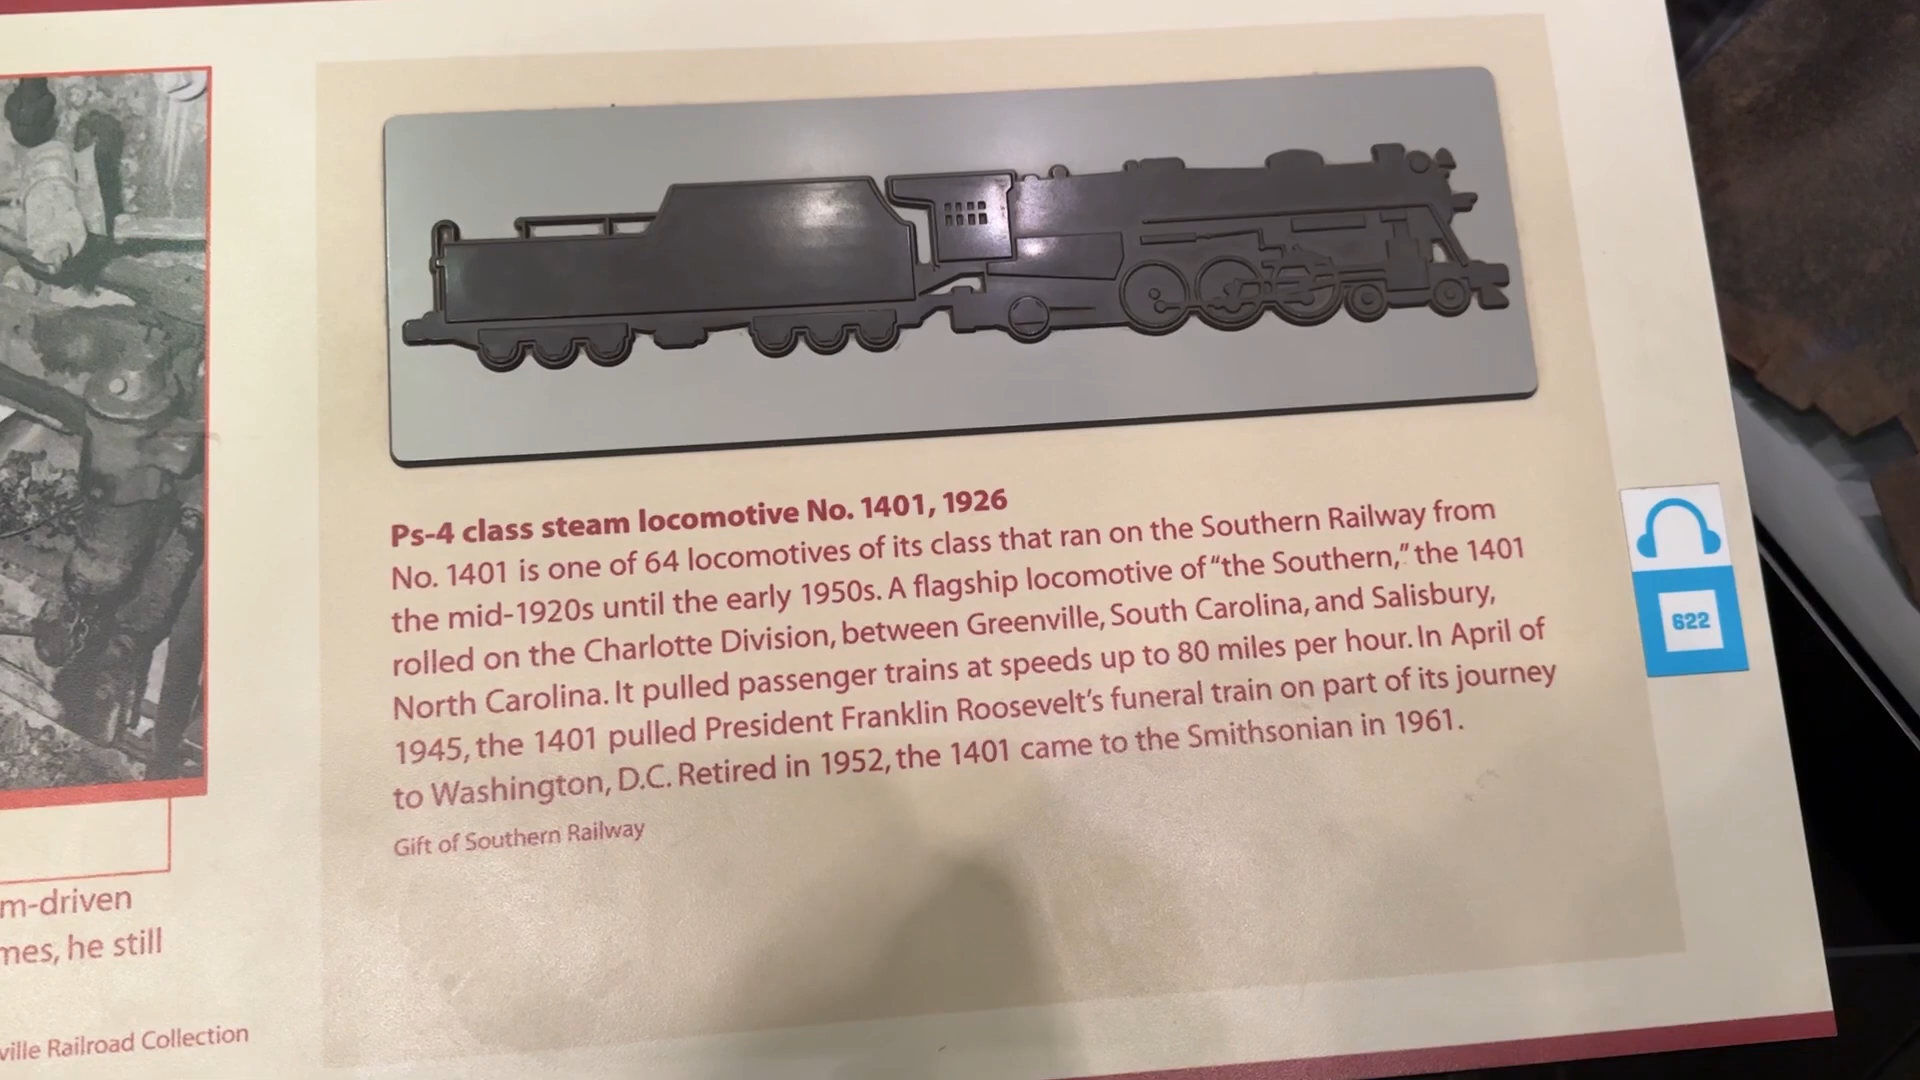 Ps-4 class steam locomotive No. 1401, 1926
No. 1401 is one of 64 locomotives of its class that ran on the Southern Railway from
the mid-1920s until the early 1950s. A flagship locomotive of “the Southern,” the 1401
rolled on the Charlotte Division, between Greenville, South Carolina, and Salisbury,
North Carolina. It pulled passenger trains at speeds up to 80 miles per hour. In April of
1945, the 1401 pulled President Franklin Roosevelt’s funeral train on part of its journey
to Washington, D.C. Retired in 1952, the 1401 came to the Smithsonian in 1961.
Gift of Southern Railway
622
m-driven
mes, he still
ville Railroad Collection